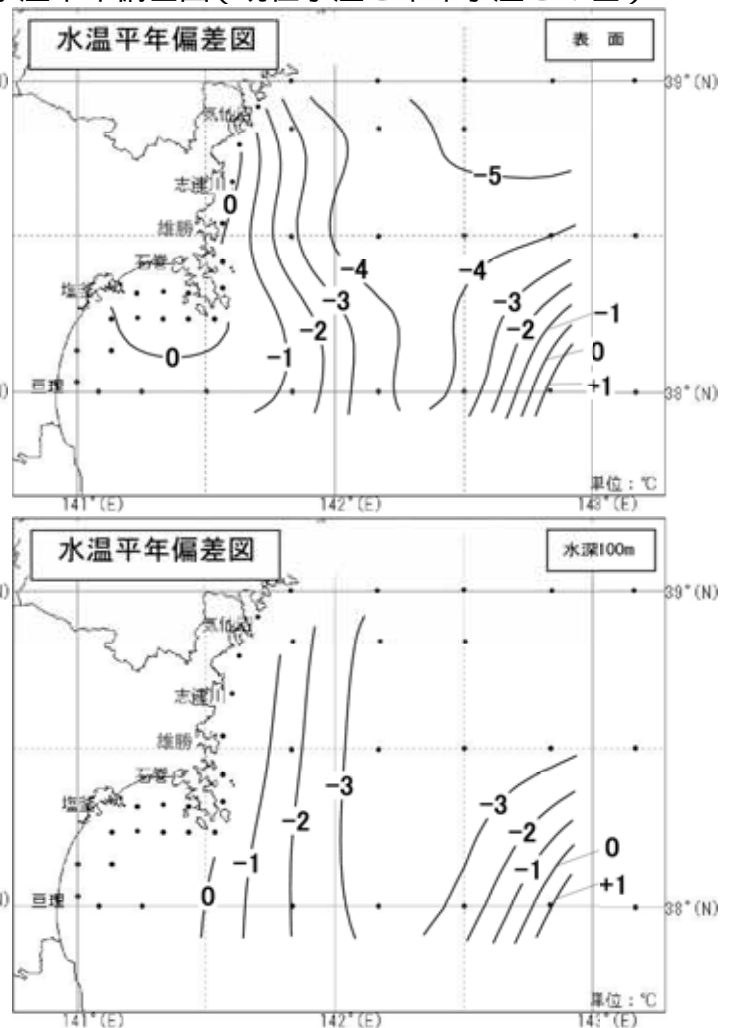 水温平年偏差図
表 面
39°(N)
気仙沼
志津川
0
雄勝
石巻
塩釜
亘理
-5
-4
-4
-3
-3
-2
-2
-1
-1
0
0
+1
38°(N)
単位：℃
141°(E)
142°(E)
143°(E)
水温平年偏差図
水深100m
39°(N)
気仙沼
志津川
雄勝
石巻
塩釜
亘理
-3
-3
-2
-2
-1
-1
0
0
+1
38°(N)
単位：℃
141°(E)
142°(E)